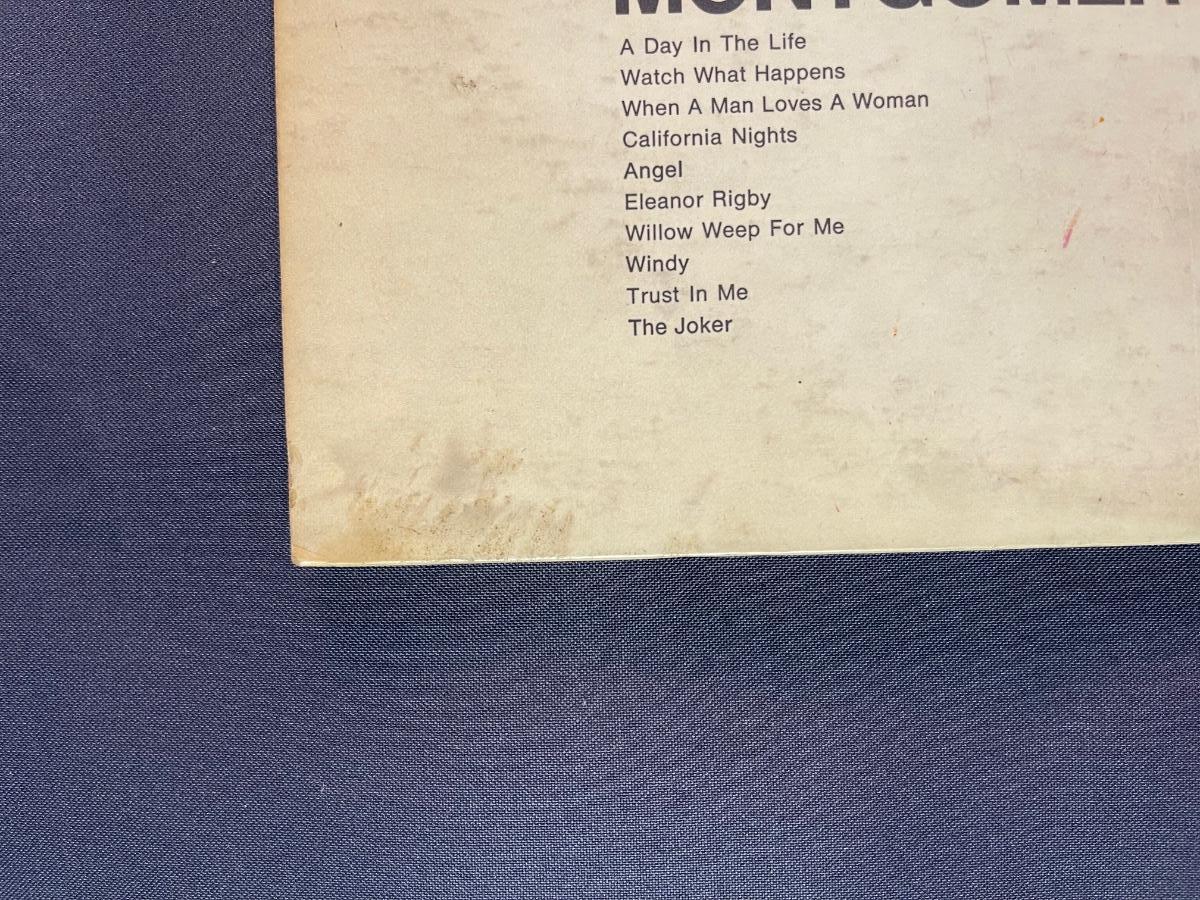 MONTGOMER
A Day In The Life
Watch What Happens
When A Man Loves A Woman
California Nights
Angel
Eleanor Rigby
Willow Weep For Me
Windy
Trust In Me
The Joker